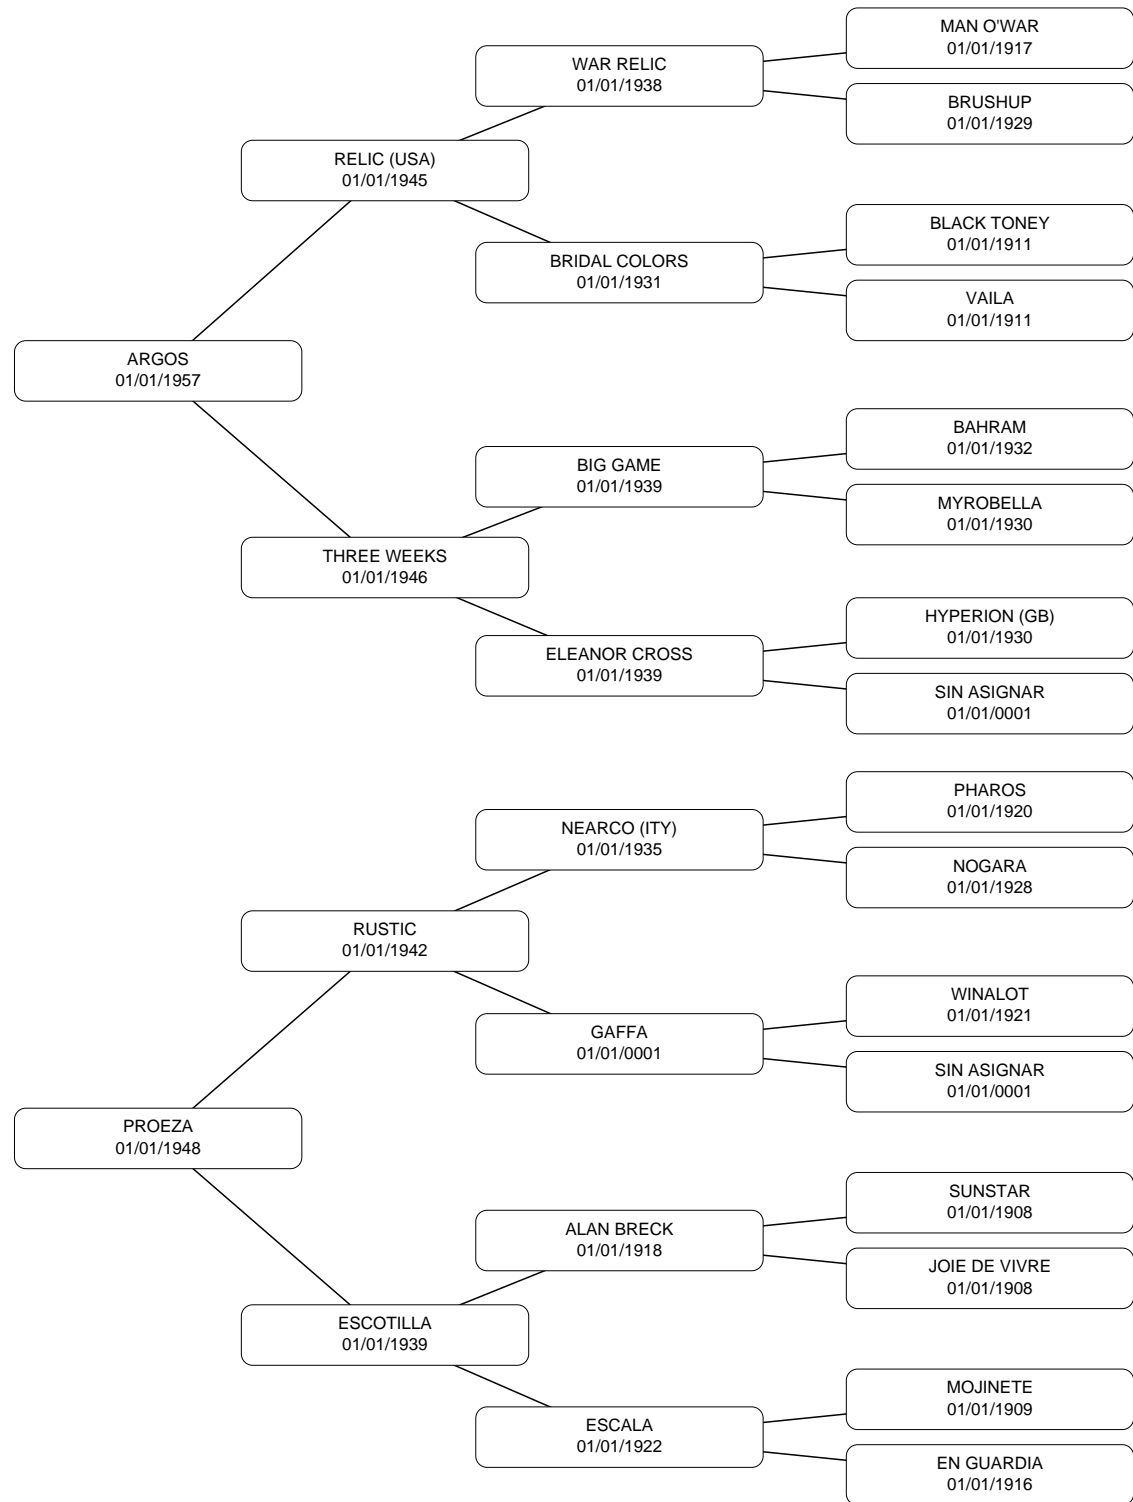 MAN O'WAR
01/01/1917
WAR RELIC
01/01/1938
BRUSHUP
01/01/1929
RELIC (USA)
01/01/1945
BLACK TONEY
01/01/1911
BRIDAL COLORS
01/01/1931
VAILA
01/01/1911
ARGOS
01/01/1957
BAHRAM
01/01/1932
BIG GAME
01/01/1939
MYROBELLA
01/01/1930
THREE WEEKS
01/01/1946
HYPERION (GB)
01/01/1930
ELEANOR CROSS
01/01/1939
SIN ASIGNAR
01/01/0001
PHAROS
01/01/1920
NEARCO (ITY)
01/01/1935
NOGARA
01/01/1928
RUSTIC
01/01/1942
WINALOT
01/01/1921
GAFFA
01/01/0001
SIN ASIGNAR
01/01/0001
PROEZA
01/01/1948
SUNSTAR
01/01/1908
ALAN BRECK
01/01/1918
JOIE DE VIVRE
01/01/1908
ESCOTILLA
01/01/1939
MOJINETE
01/01/1909
ESCALA
01/01/1922
EN GUARDIA
01/01/1916